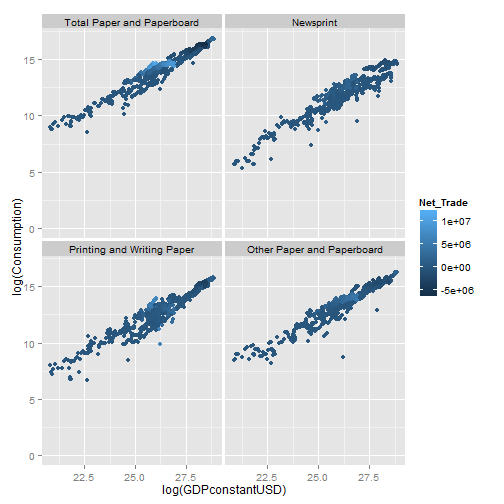 Total Paper and Paperboard
Newsprint
15
10
5
0
Printing and Writing Paper
Other Paper and Paperboard
15
10
5
0
22.5
25.0
27.5
22.5
25.0
27.5
log(GDPconstantUSD)
log(Consumption)
Net_Trade
1e+07
5e+06
0e+00
-5e+06